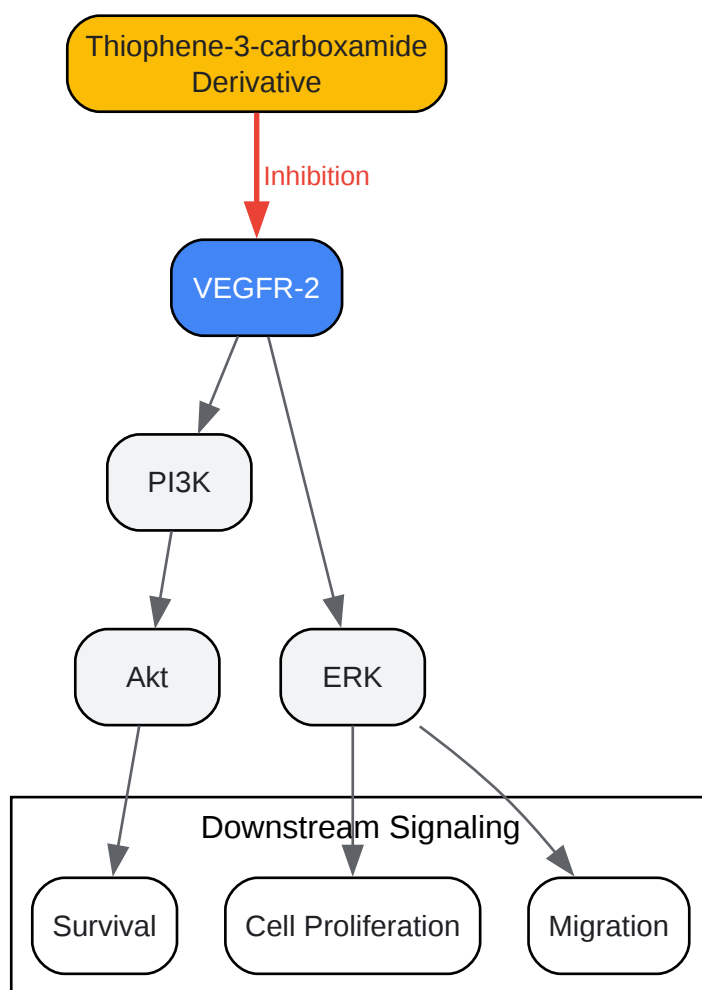 Thiophene-3-carboxamide
Derivative
Inhibition
VEGFR-2
PI3K
Akt
ERK
Downstream Signaling
Survival
Cell Proliferation
Migration